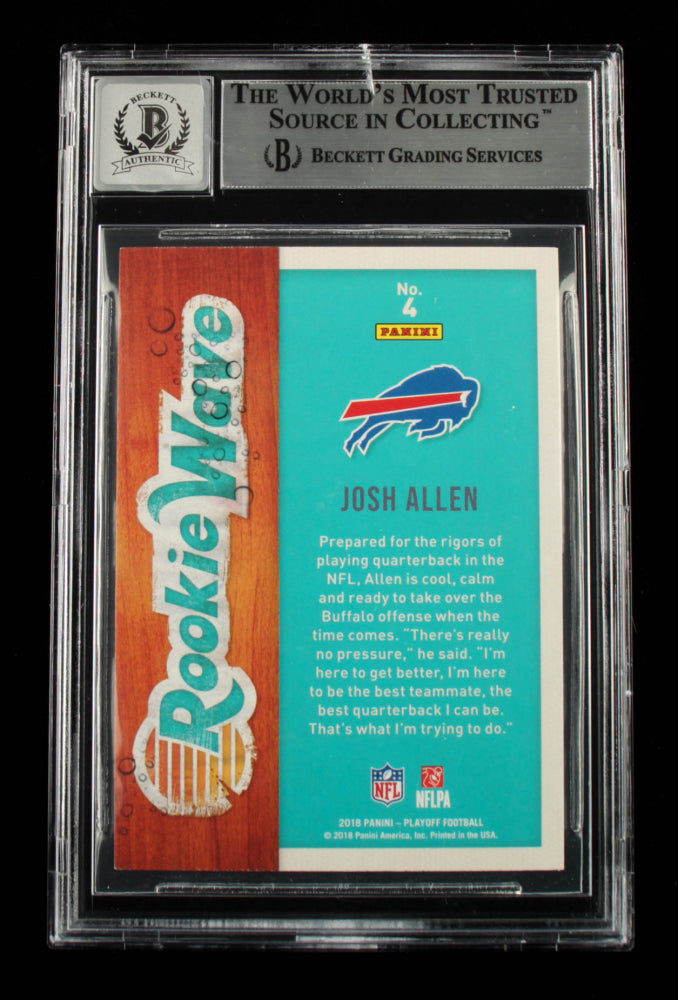 BECKETT
B
AUTHENTIC
THE WORLD'S MOST TRUSTED
SOURCE IN COLLECTING™
B BECKETT GRADING SERVICES
Rookie Wave
No.
4
PANINI
JOSH ALLEN
Prepared for the rigors of
playing quarterback in the
NFL, Allen is cool, calm
and ready to take over the
Buffalo offense when the
time comes. "There's really
no pressure," he said. "I'm
here to get better, I'm here
to be the best teammate, the
best quarterback I can be.
That's what I'm trying to do."
NFL
NFLPA
2018 PANINI – PLAYOFF FOOTBALL
© 2018 Panini America, Inc. Printed in the USA.